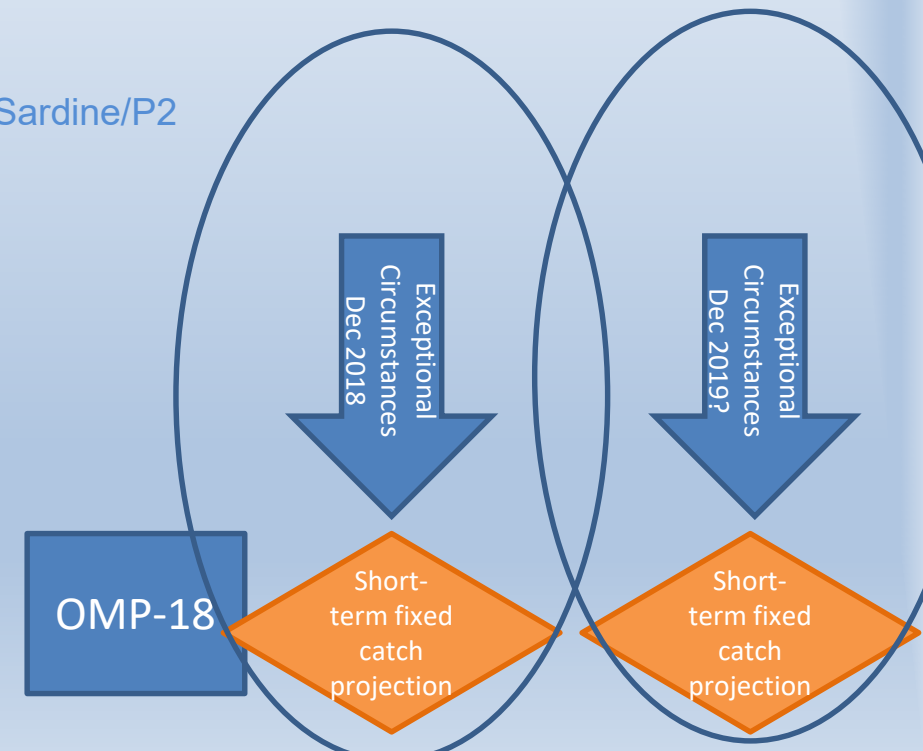 Sardine/P2
Exceptional
Circumstances
Dec 2018
Exceptional
Circumstances
Dec 2019?
OMP-18
Short-
term fixed
catch
projection
Short-
term fixed
catch
projection